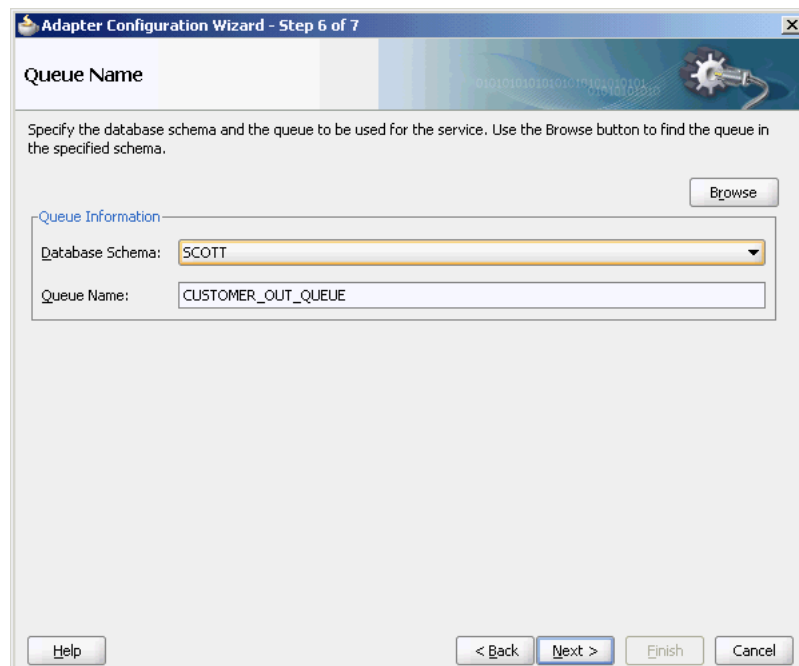 Adapter Configuration Wizard - Step 6 of 7
Queue Name
Specify the database schema and the queue to be used for the service. Use the Browse button to find the queue in
the specified schema.
Browse
Queue Information
Database Schema: SCOTT
Queue Name: CUSTOMER_OUT_QUEUE
Help < Back Next > Finish Cancel